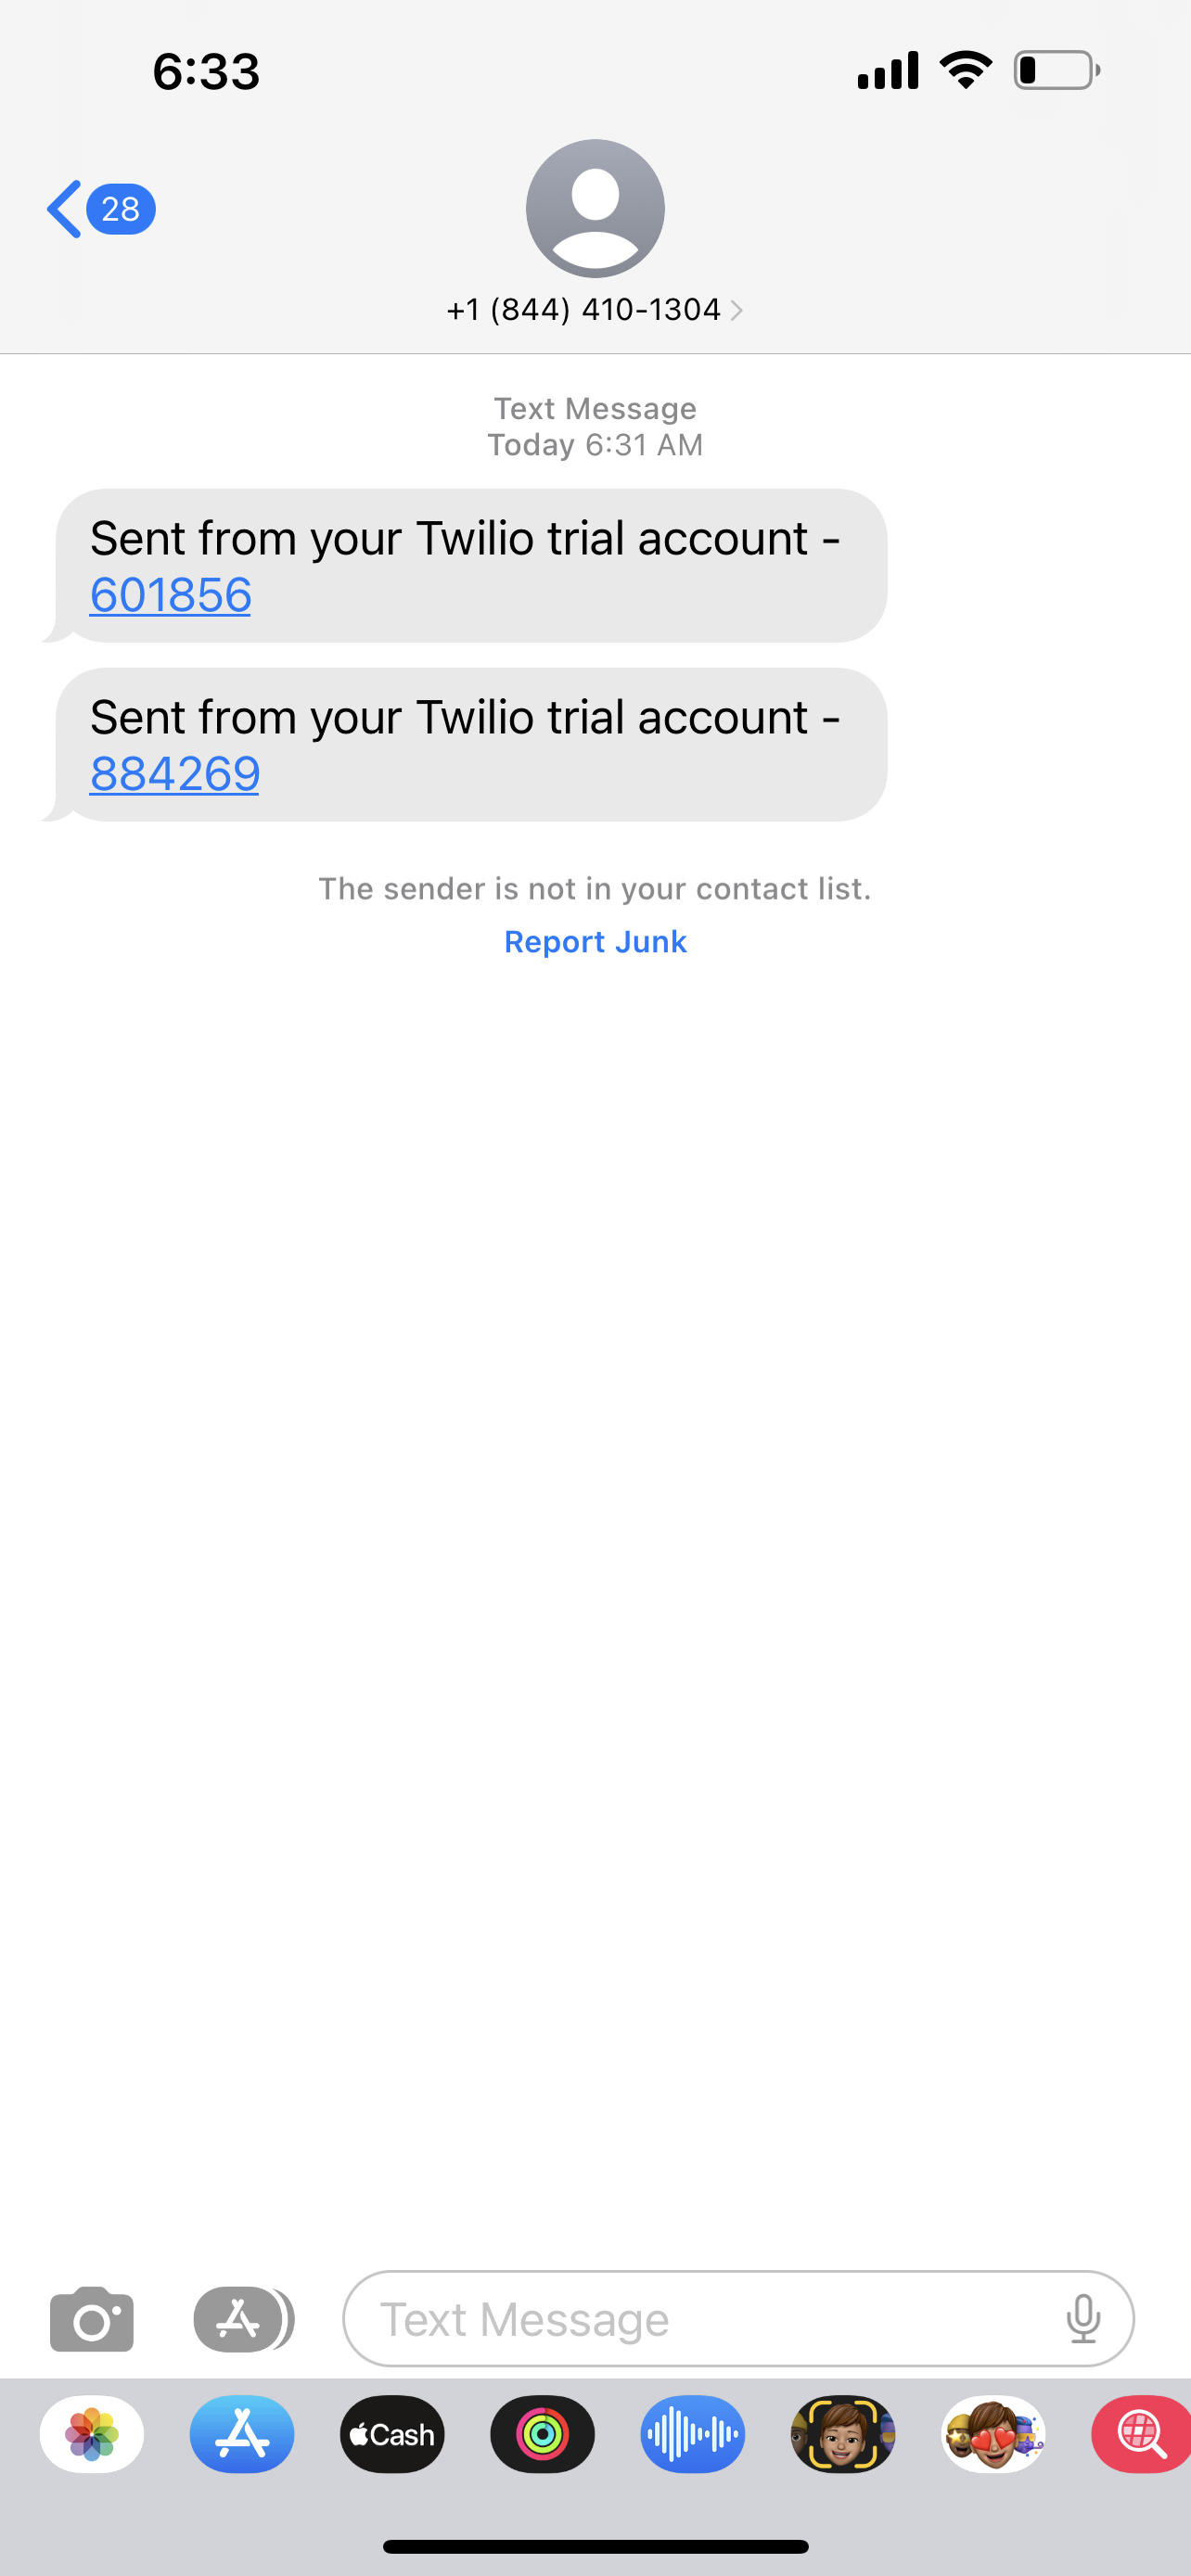 6:33
28
+1 (844) 410-1304
Text Message
Today 6:31 AM
Sent from your Twilio trial account -
601856
Sent from your Twilio trial account -
884269
The sender is not in your contact list.
Report Junk
Text Message
Cash